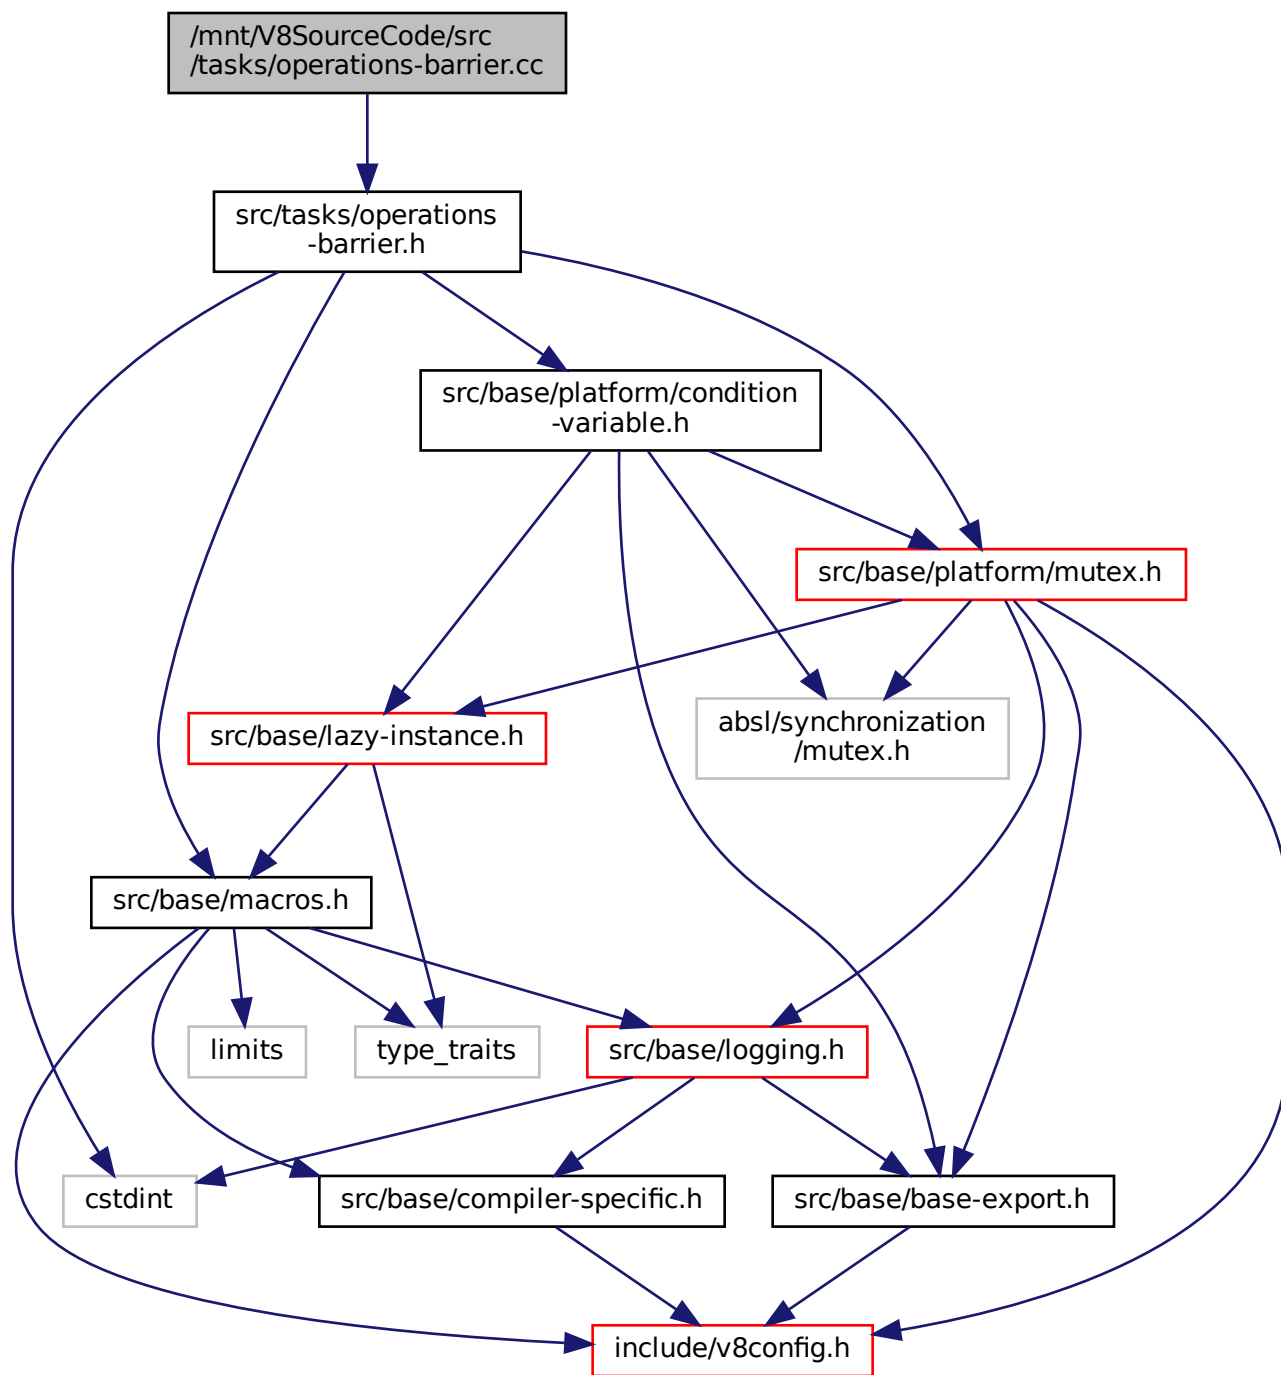 /mnt/V8SourceCode/src
/tasks/operations-barrier.cc
src/tasks/operations
-barrier.h
src/base/platform/condition
-variable.h
src/base/platform/mutex.h
src/base/lazy-instance.h
absl/synchronization
/mutex.h
src/base/macros.h
limits
type_traits
src/base/logging.h
cstdint
src/base/compiler-specific.h
src/base/base-export.h
include/v8config.h